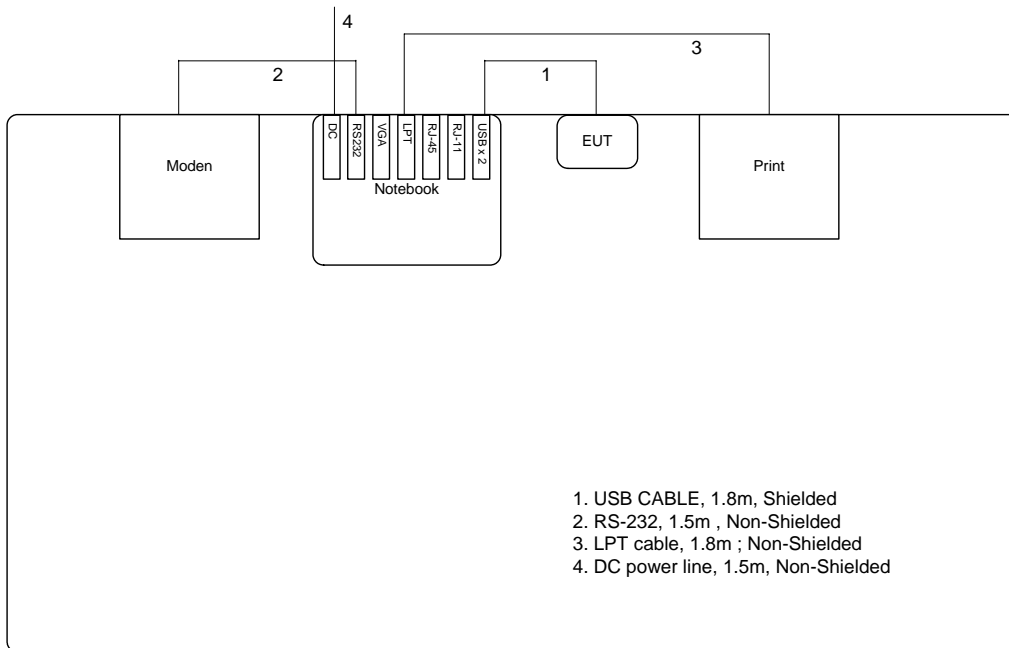 4
3
2
1
DC
RS232
VGA
LPT
RJ-45
RJ-11
USB x 2
EUT
Moden
Print
Notebook
1. USB CABLE, 1.8m, Shielded
2. RS-232, 1.5m , Non-Shielded
3. LPT cable, 1.8m ; Non-Shielded
4. DC power line, 1.5m, Non-Shielded